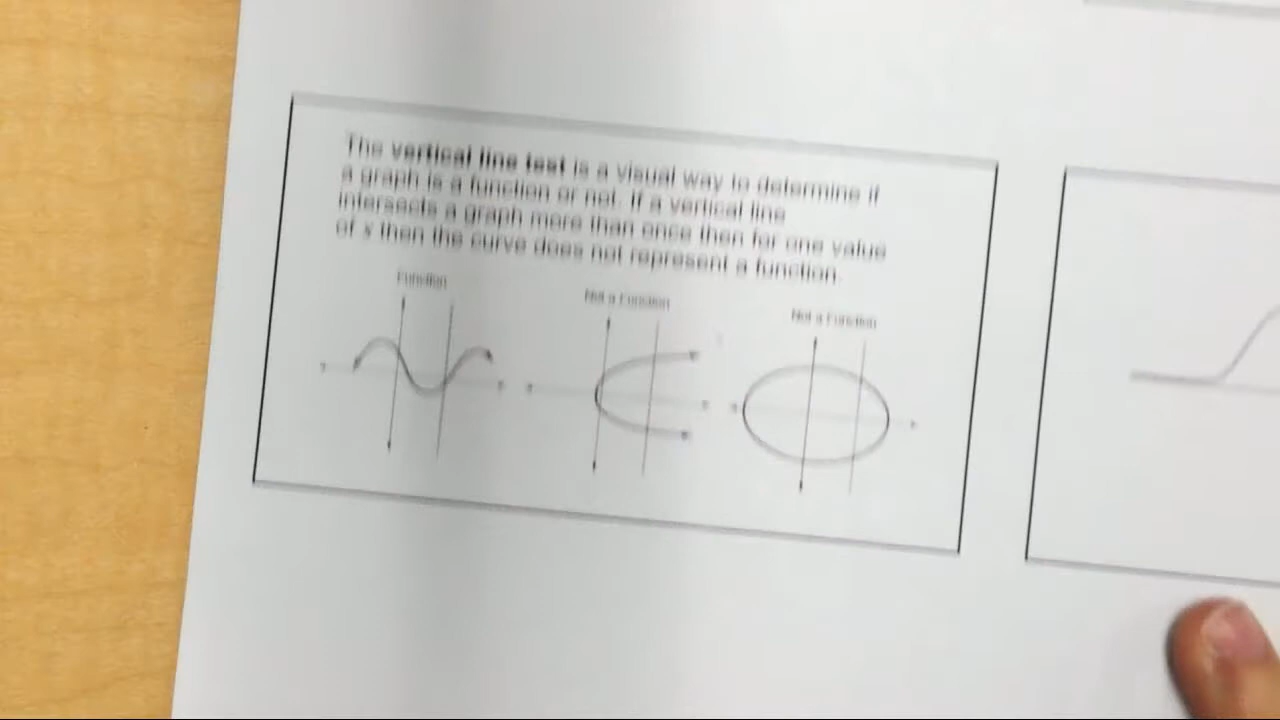 The vertical line test is a visual way to determine if
a graph is a function or not. If a vertical line
intersects a graph more than once then for one value
of x then the curve does not represent a function.
Function
Not a Function
Not a Function